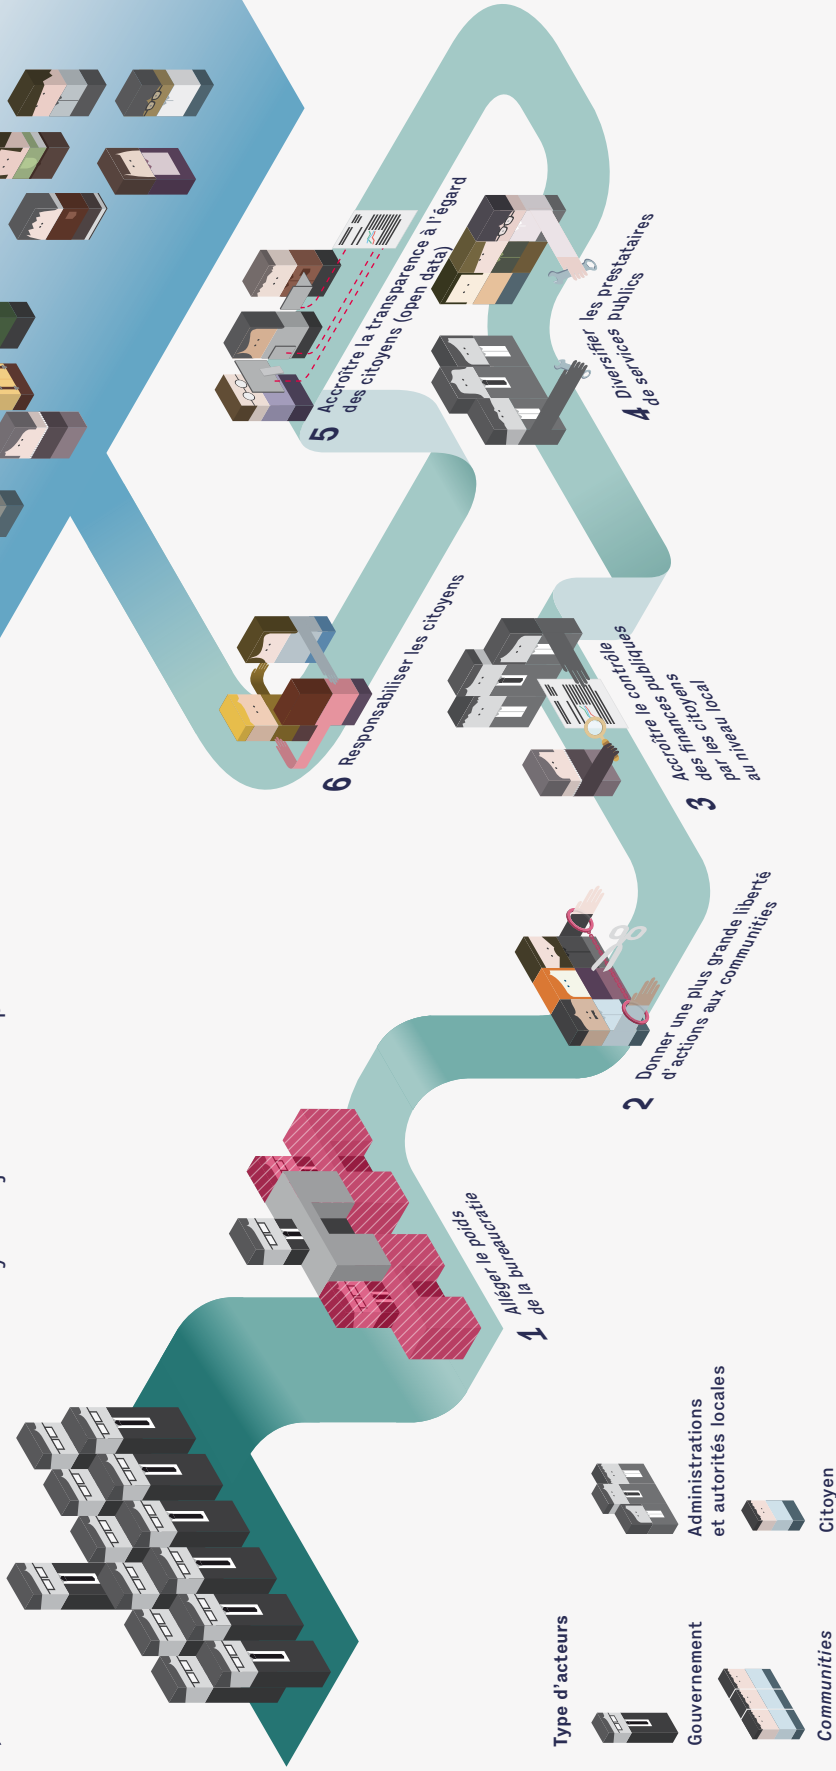 1 Alléger le poids
de la bureaucratie
2 Donner une plus grande liberté
d'actions aux communities
3 Accroître le contrôle
des finances publiques
par les citoyens
au niveau local
4 Diversifier les prestataires
de services publics
5 Accroître la transparence à l'égard
des citoyens (open data)
6 Responsabiliser les citoyens
Type d'acteurs
Gouvernement
Administrations
et autorités locales
Communities
Citoyen